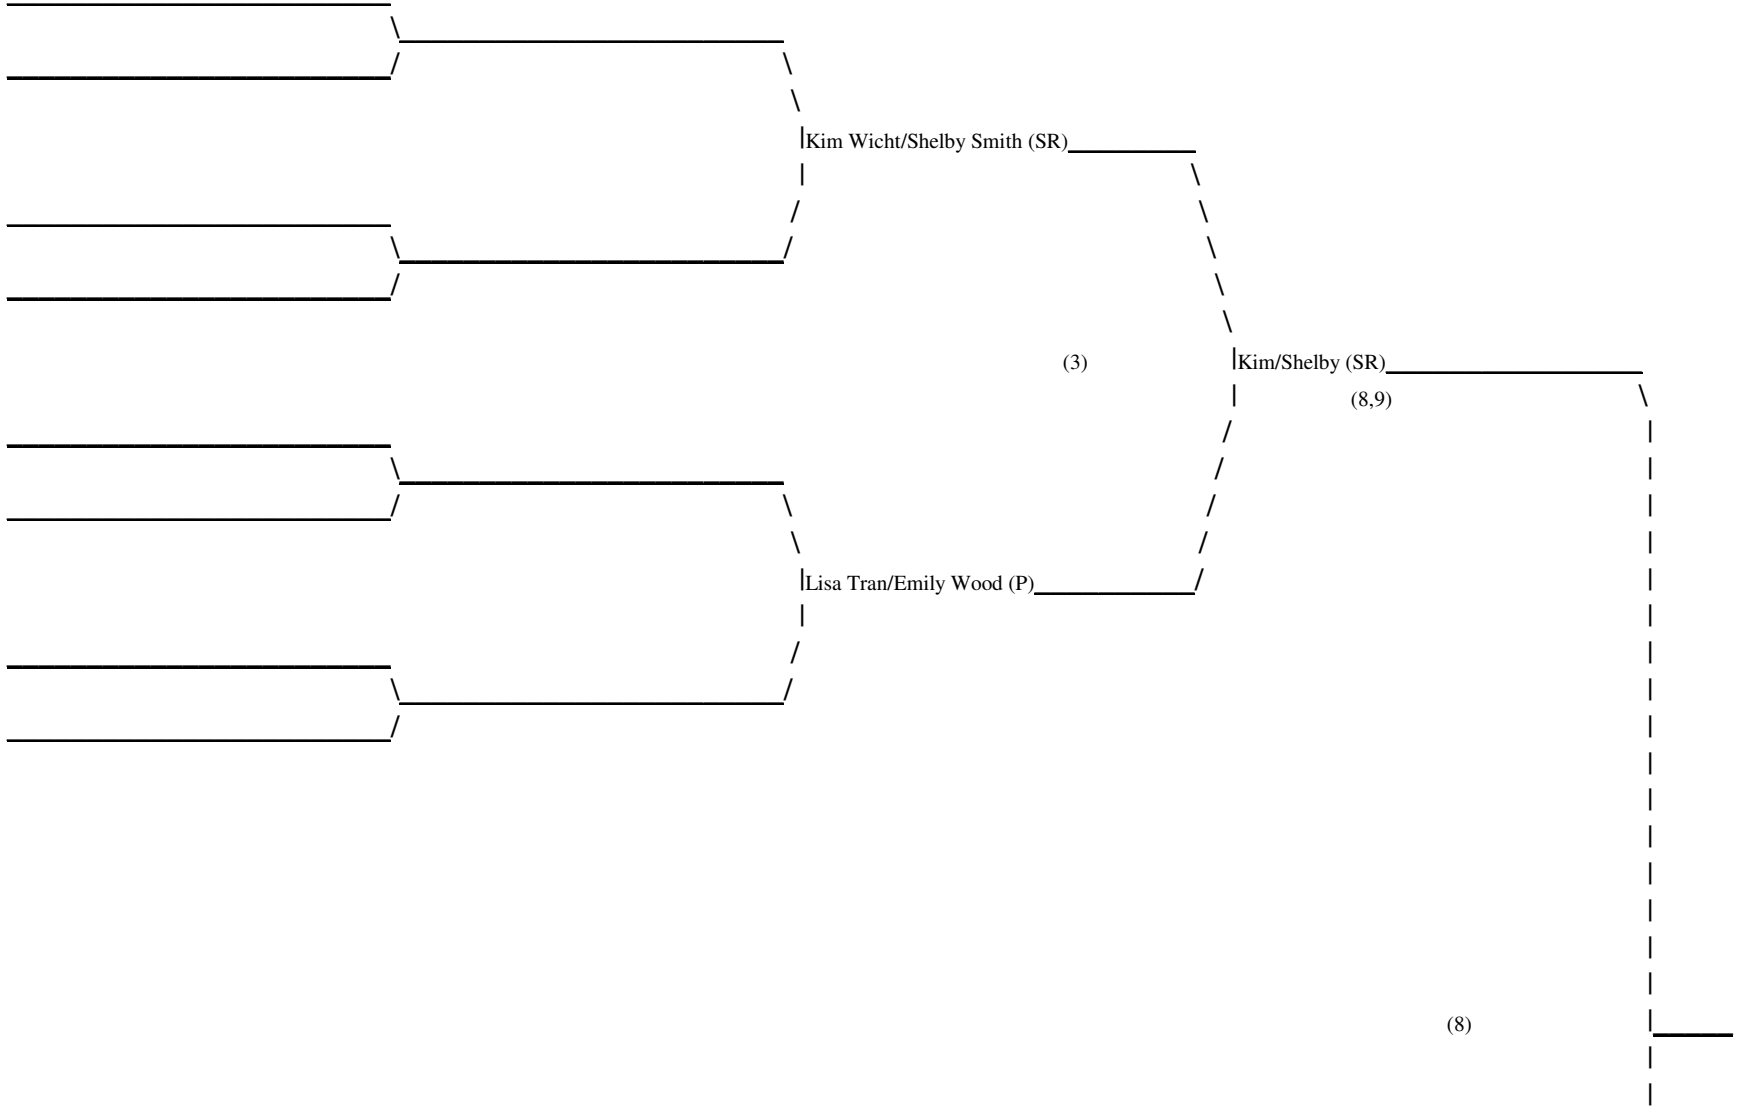 Kim Wicht/Shelby Smith (SR)
(3)
Kim/Shelby (SR)
(8,9)
Lisa Tran/Emily Wood (P)
(8)